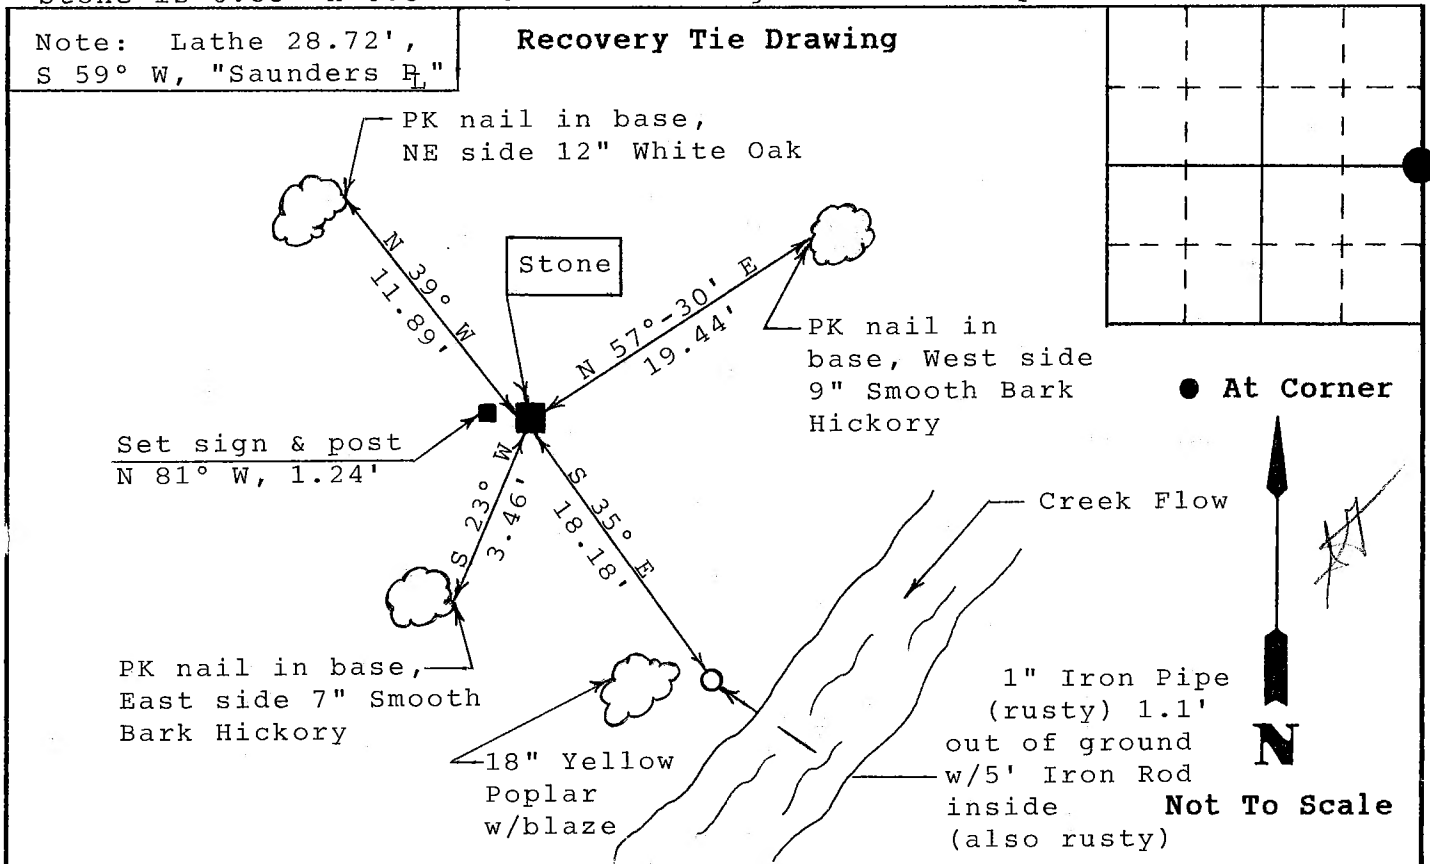 Note: Lathe 28.72',
S 59° W, "Saunders PL"
Recovery Tie Drawing
PK nail in base,
NE side 12" White Oak
N 39° W
11.89'
Stone
N 57°-30' E
19.44'
PK nail in
base, West side
9" Smooth Bark
Hickory
At Corner
Set sign & post
N 81° W, 1.24'
S 23° W
3.46'
S 35° E
18.18'
Creek Flow
PK nail in base,
East side 7" Smooth
Bark Hickory
18" Yellow
Poplar
w/blaze
1" Iron Pipe
(rusty) 1.1'
out of ground
w/5' Iron Rod
inside
(also rusty)
N
Not To Scale